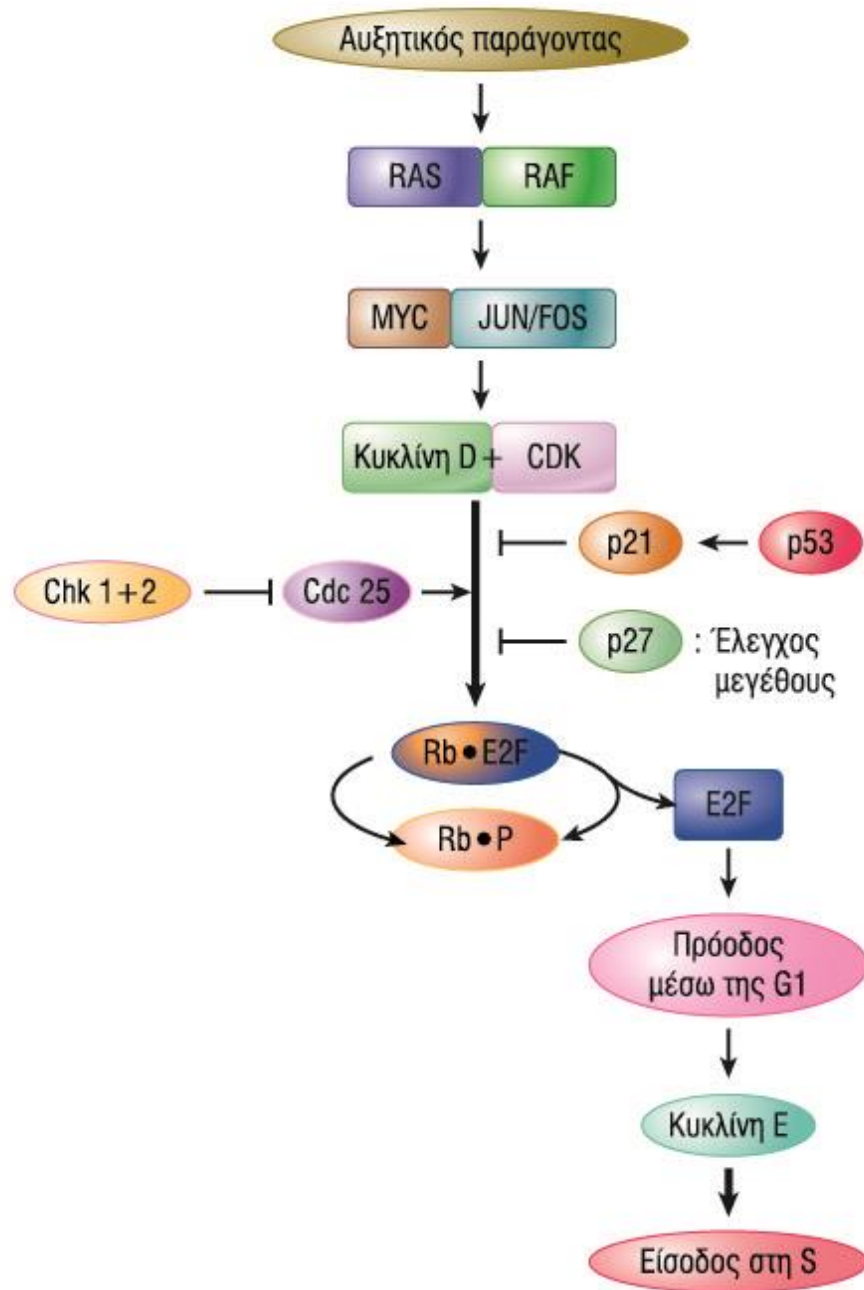 Αυξητικός παράγοντας
RAS RAF
MYC JUN/FOS
Κυκλίνη D + CDK
p21 p53
Chk 1+2 Cdc 25
p27 : Έλεγχος
μεγέθους
Rb●E2F
E2F
Rb●P
Πρόοδος
μέσω της G1
Κυκλίνη E
Είσοδος στη S